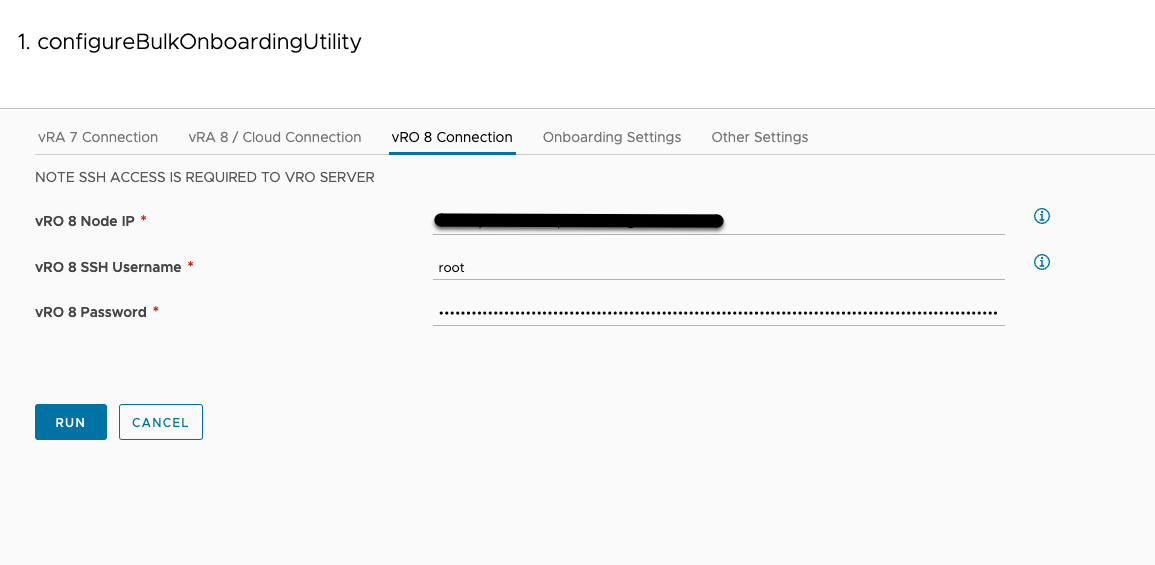 1. configureBulkOnboardingUtility
vRA 7 Connection vRA 8 / Cloud Connection vRO 8 Connection Onboarding Settings Other Settings
NOTE SSH ACCESS IS REQUIRED TO VRO SERVER
vRO 8 Node IP *
vRO 8 SSH Username * root
vRO 8 Password *
RUN CANCEL